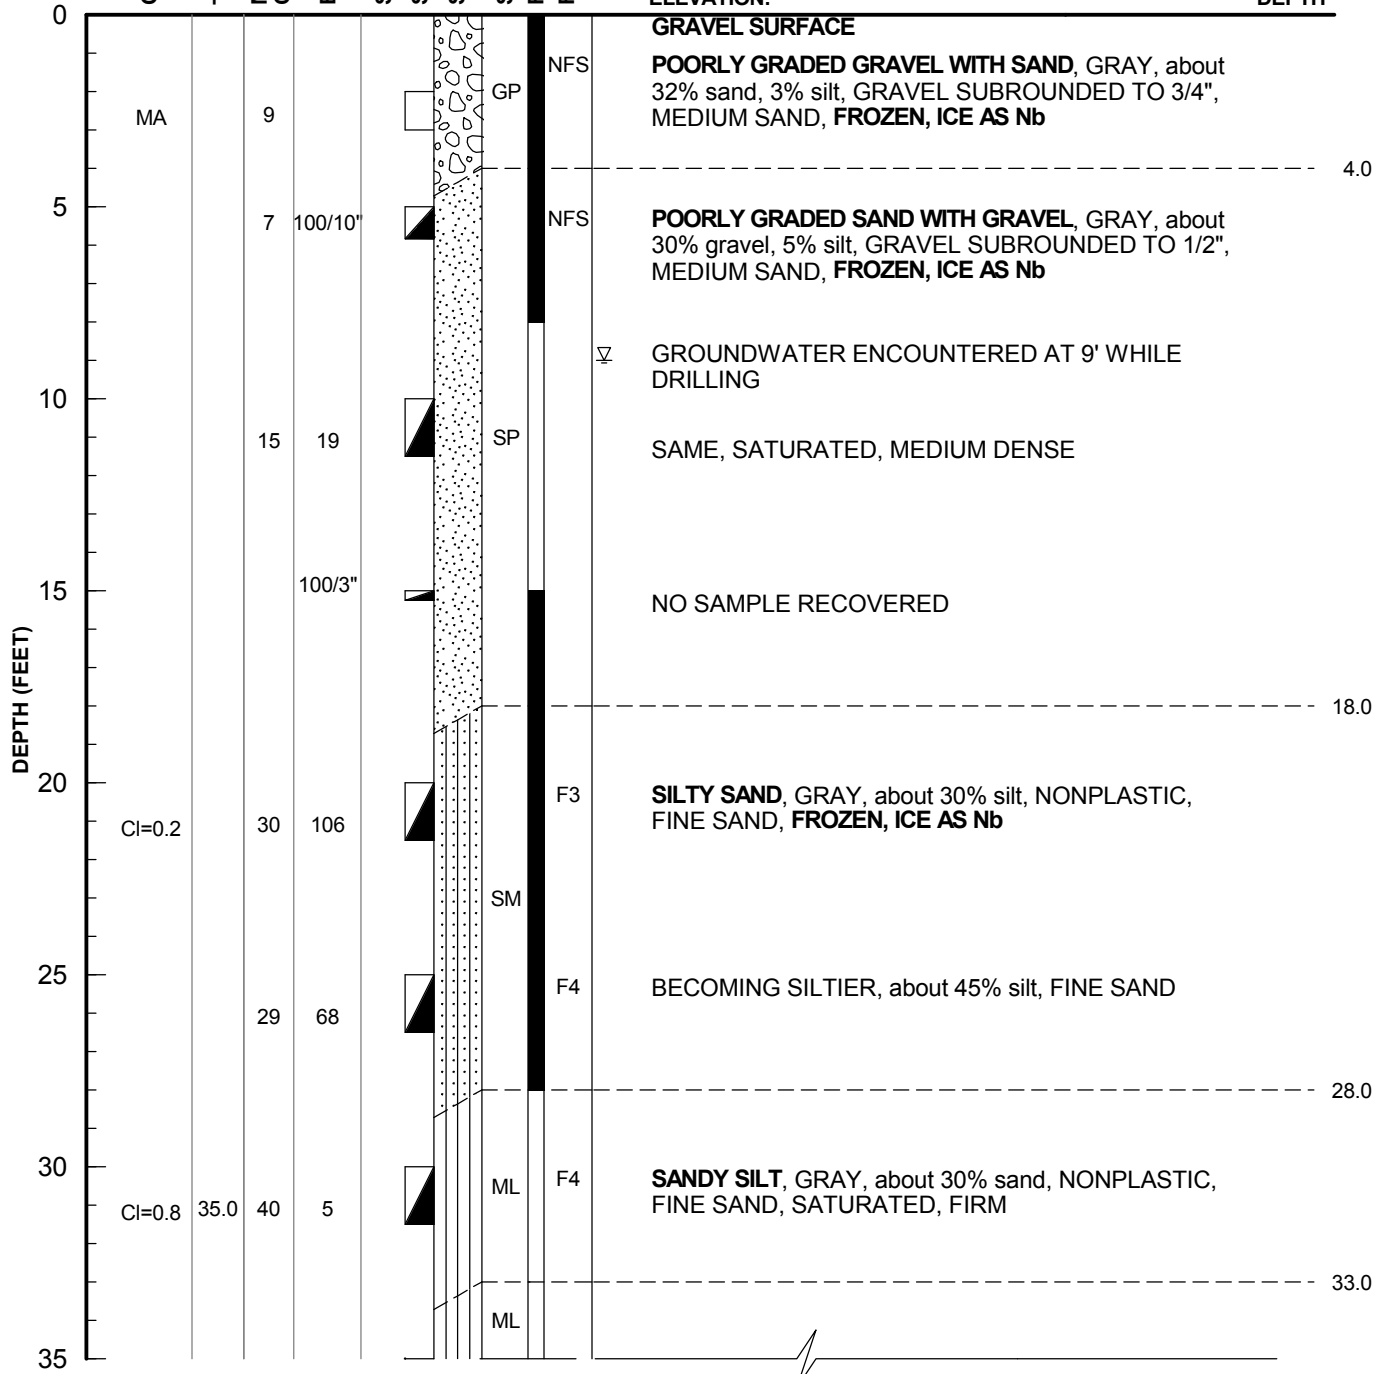 ELEVATION: DEPTH
0
GRAVEL SURFACE
NFS POORLY GRADED GRAVEL WITH SAND, GRAY, about
32% sand, 3% silt, GRAVEL SUBROUNDED TO 3/4",
MEDIUM SAND, FROZEN, ICE AS Nb
GP
MA 9
4.0
5
7 100/10" NFS POORLY GRADED SAND WITH GRAVEL, GRAY, about
30% gravel, 5% silt, GRAVEL SUBROUNDED TO 1/2",
MEDIUM SAND, FROZEN, ICE AS Nb
GROUNDWATER ENCOUNTERED AT 9' WHILE
DRILLING
10
15 19 SP SAME, SATURATED, MEDIUM DENSE
100/3"
15
NO SAMPLE RECOVERED
DEPTH (FEET)
18.0
20
F3 SILTY SAND, GRAY, about 30% silt, NONPLASTIC,
FINE SAND, FROZEN, ICE AS Nb
Cl=0.2 30 106
SM
25
F4 BECOMING SILTIER, about 45% silt, FINE SAND
29 68
28.0
30
ML F4 SANDY SILT, GRAY, about 30% sand, NONPLASTIC,
FINE SAND, SATURATED, FIRM
Cl=0.8 35.0 40 5
33.0
ML
35